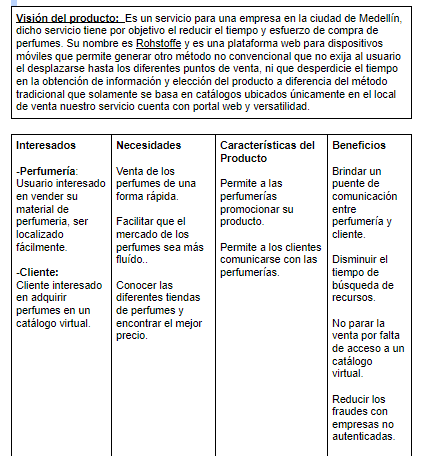 Visión del producto: Es un servicio para una empresa en la ciudad de Medellín,
dicho servicio tiene por objetivo el reducir el tiempo y esfuerzo de compra de
perfumes. Su nombre es Rohstoffe y es una plataforma web para dispositivos
móviles que permite generar otro método no convencional que no exija al usuario
el desplazarse hasta los diferentes puntos de venta, ni que desperdicie el tiempo
en la obtención de información y elección del producto a diferencia del método
tradicional que solamente se basa en catálogos ubicados únicamente en el local
de venta nuestro servicio cuenta con portal web y versatilidad.
Interesados
-Perfumería:
Usuario interesado
en vender su
material de
perfumeria, ser
localizado
fácilmente.
-Cliente:
Cliente interesado
en adquirir
perfumes en un
catálogo virtual.
Necesidades
Venta de los
perfumes de una
forma rápida.
Facilitar que el
mercado de los
perfumes sea más
fluido..
Conocer las
diferentes tiendas
de perfumes y
encontrar el mejor
precio.
Características del
Producto
Permite a las
perfumerías
promocionar su
producto.
Permite a los clientes
comunicarse con las
perfumerías.
Beneficios
Brindar un
puente de
comunicación
entre
perfumería y
cliente.
Disminuir el
tiempo de
búsqueda de
recursos.
No parar la
venta por falta
de acceso a un
catálogo
virtual.
Reducir los
fraudes con
empresas no
autenticadas.